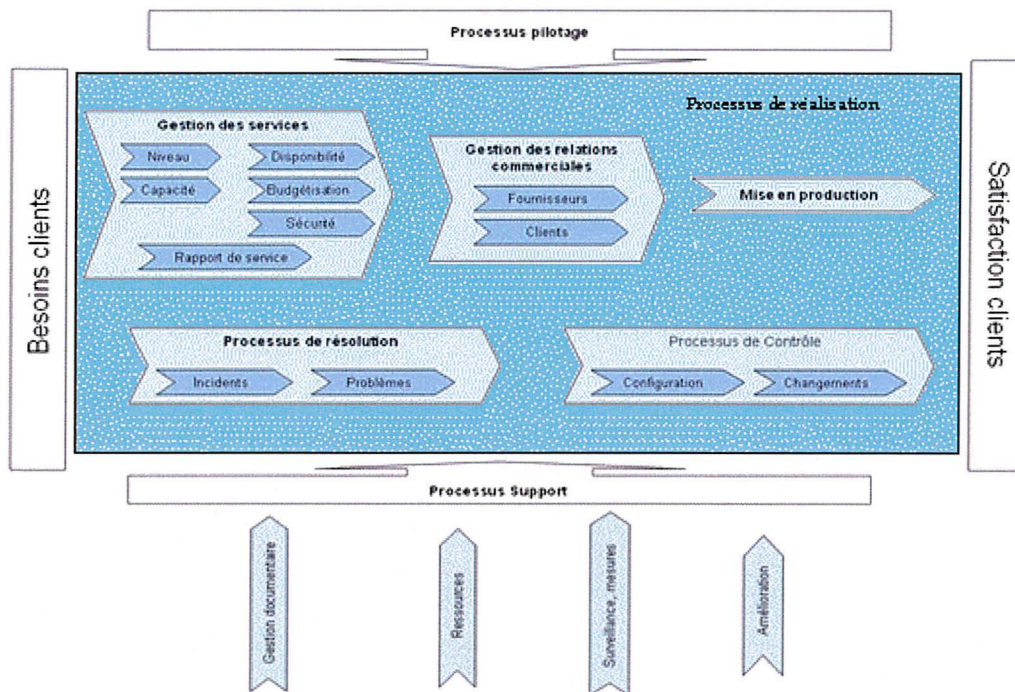 Processus pilotage
Besoins clients
Processus de réalisation
Gestion des services
Niveau
Disponibilité
Capacité
Budgétisation
Sécurité
Rapport de service
Gestion des relations
commerciales
Fournisseurs
Clients
Mise en production
Processus de résolution
Incidents
Problèmes
Processus de Contrôle
Configuration
Changements
Satisfaction clients
Processus Support
Gestion documentaire
Ressources
Surveillance, mesures
Amélioration